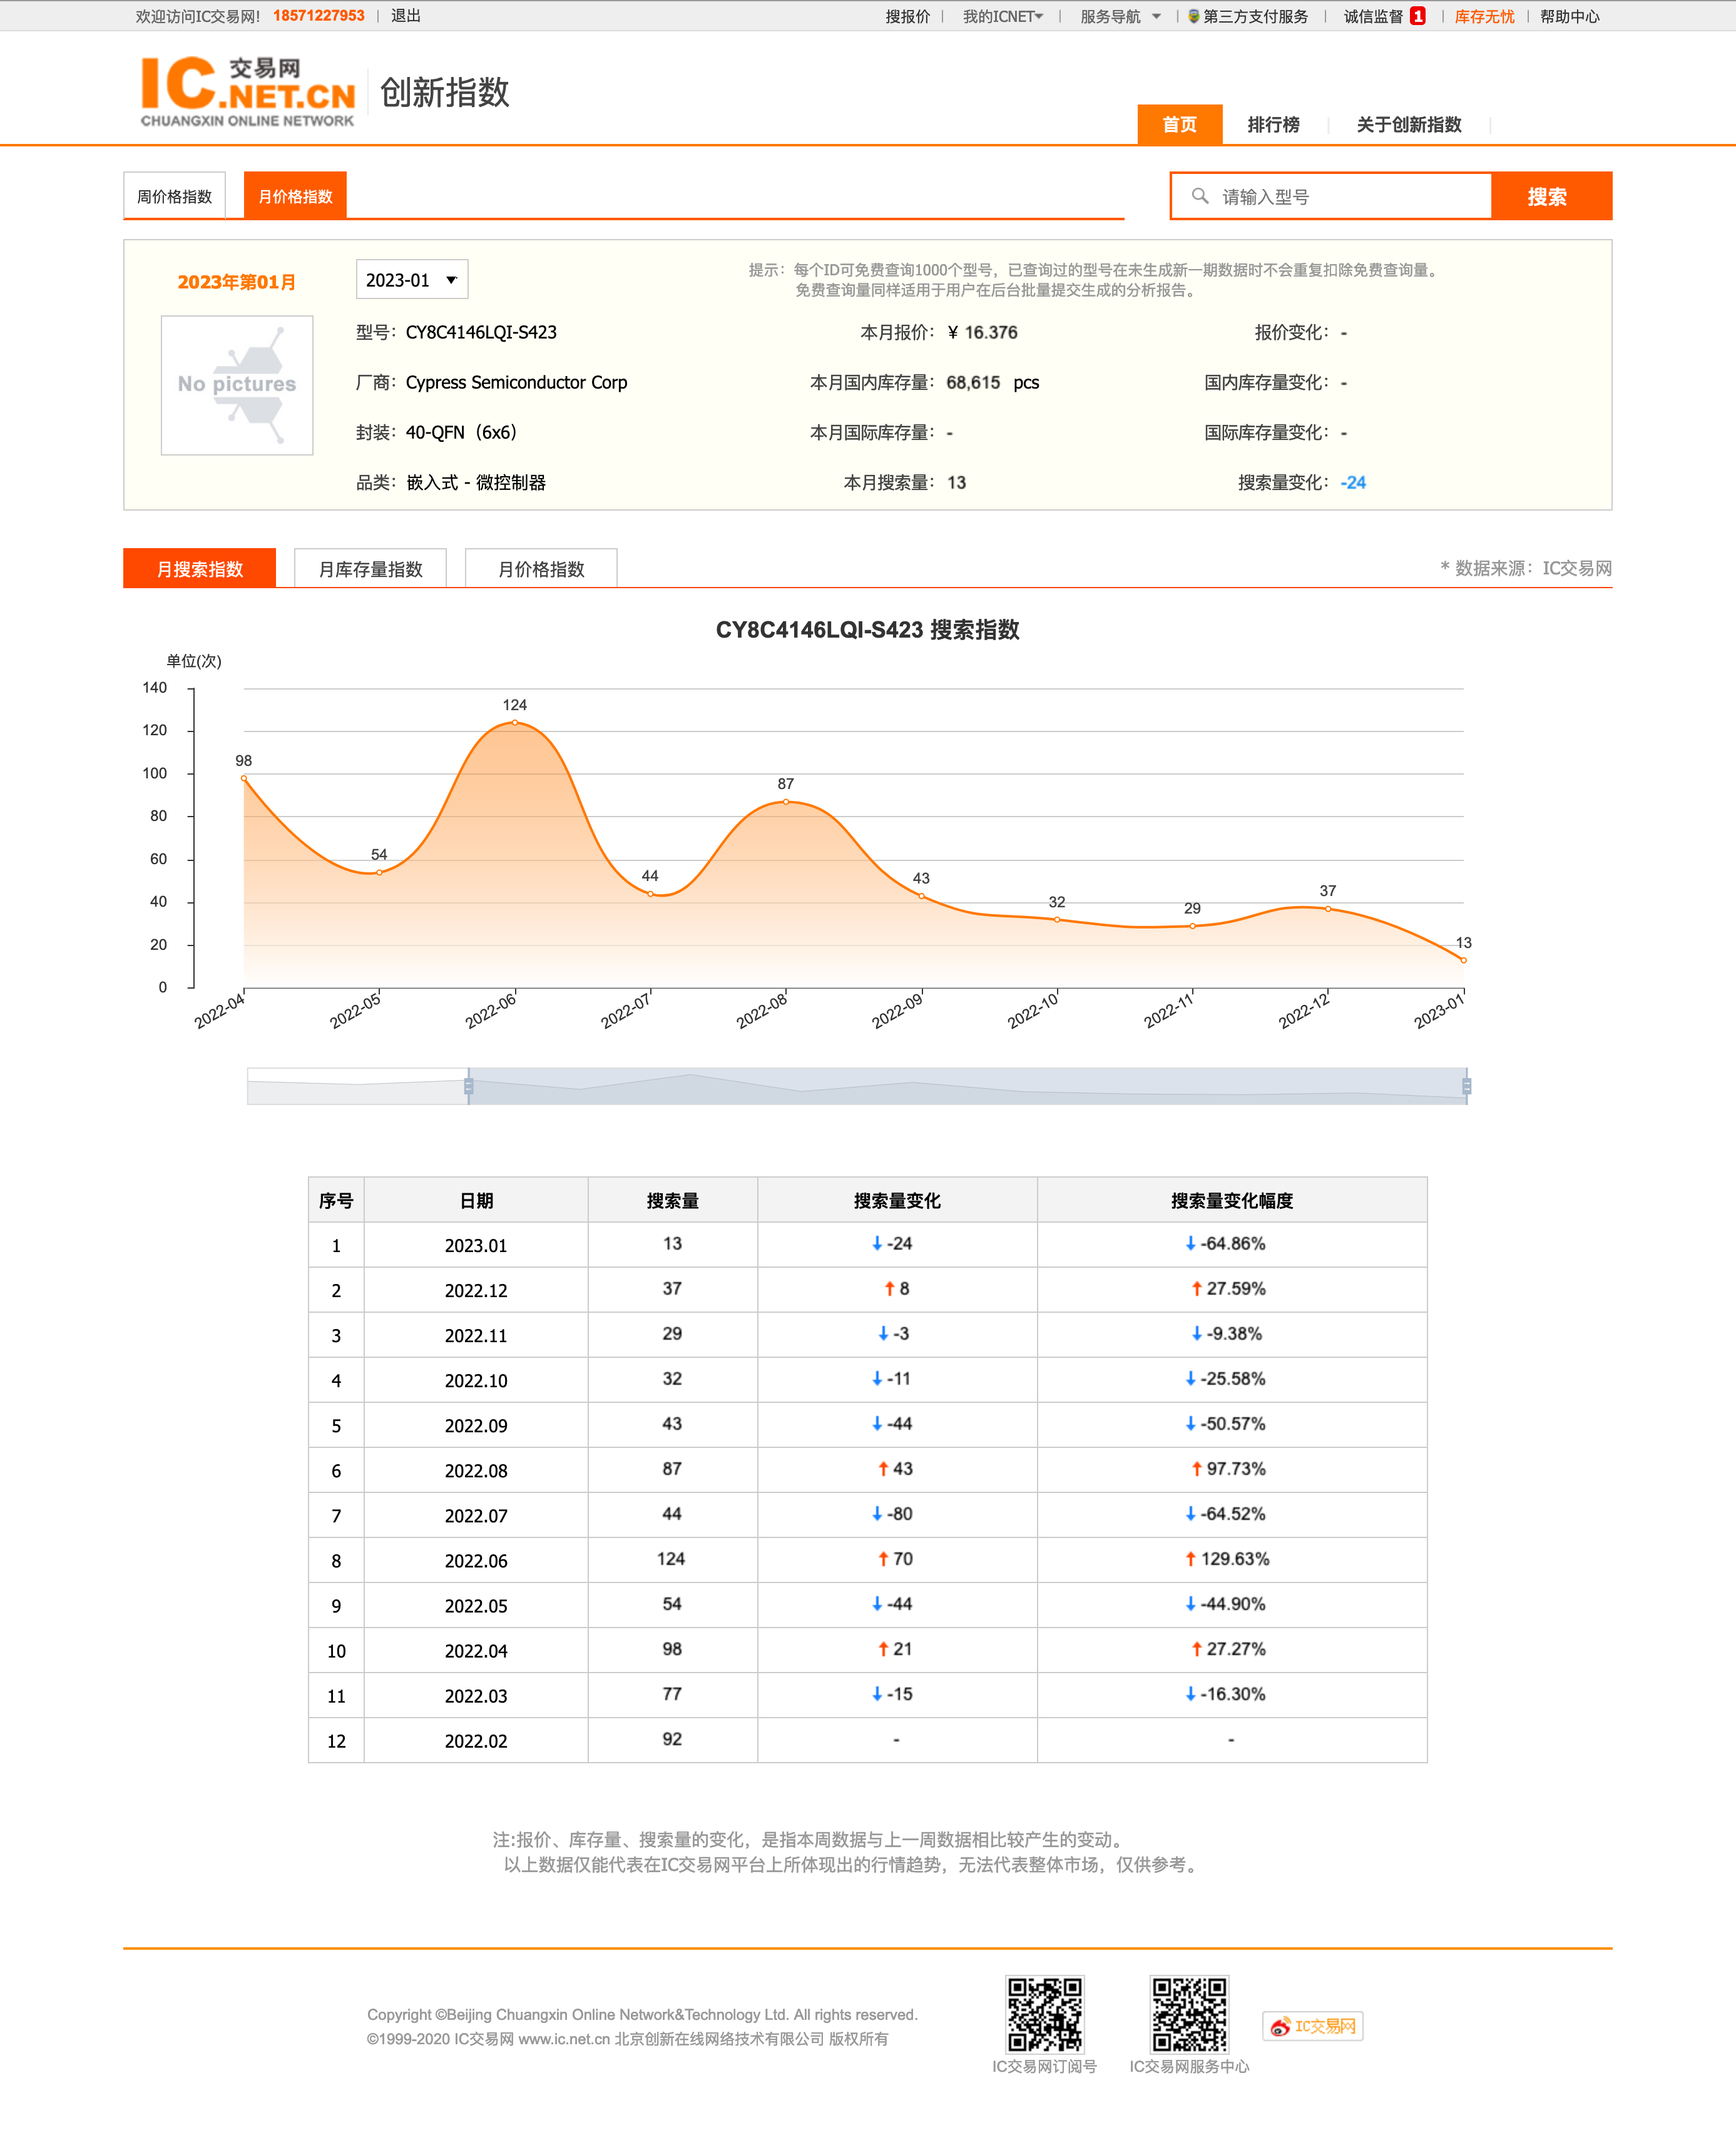 欢迎访问IC交易网! 18571227953 | 退出
搜报价 | 我的ICNET | 服务导航 | 第三方支付服务 | 诚信监督 1 | 库存无忧 | 帮助中心
IC交易网
.NET.CN
CHUANGXIN ONLINE NETWORK
创新指数
首页 排行榜 关于创新指数
周价格指数 月价格指数 请输入型号 搜索
2023年第01月 2023-01
提示：每个ID可免费查询1000个型号，已查询过的型号在未生成新一期数据时不会重复扣除免费查询量。
免费查询量同样适用于用户在后台批量提交生成的分析报告。
No pictures
型号：CY8C4146LQI-S423 本月报价：¥ 16.376 报价变化：-
厂商：Cypress Semiconductor Corp 本月国内库存量：68,615 pcs 国内库存量变化：-
封装：40-QFN（6x6） 本月国际库存量：- 国际库存量变化：-
品类：嵌入式 - 微控制器 本月搜索量：13 搜索量变化：-24
月搜索指数 月库存量指数 月价格指数 * 数据来源：IC交易网
CY8C4146LQI-S423 搜索指数
单位(次)
140
120
100
80
60
40
20
0
98 54 124 44 87 43 32 29 37 13
2022-04 2022-05 2022-06 2022-07 2022-08 2022-09 2022-10 2022-11 2022-12 2023-01
序号 日期 搜索量 搜索量变化 搜索量变化幅度
1 2023.01 13 ↓-24 ↓-64.86%
2 2022.12 37 ↑8 ↑27.59%
3 2022.11 29 ↓-3 ↓-9.38%
4 2022.10 32 ↓-11 ↓-25.58%
5 2022.09 43 ↓-44 ↓-50.57%
6 2022.08 87 ↑43 ↑97.73%
7 2022.07 44 ↓-80 ↓-64.52%
8 2022.06 124 ↑70 ↑129.63%
9 2022.05 54 ↓-44 ↓-44.90%
10 2022.04 98 ↑21 ↑27.27%
11 2022.03 77 ↓-15 ↓-16.30%
12 2022.02 92 - -
注:报价、库存量、搜索量的变化，是指本周数据与上一周数据相比较产生的变动。
以上数据仅能代表在IC交易网平台上所体现出的行情趋势，无法代表整体市场，仅供参考。
Copyright ©Beijing Chuangxin Online Network&Technology Ltd. All rights reserved.
©1999-2020 IC交易网 www.ic.net.cn 北京创新在线网络技术有限公司 版权所有
IC交易网订阅号 IC交易网服务中心 IC交易网